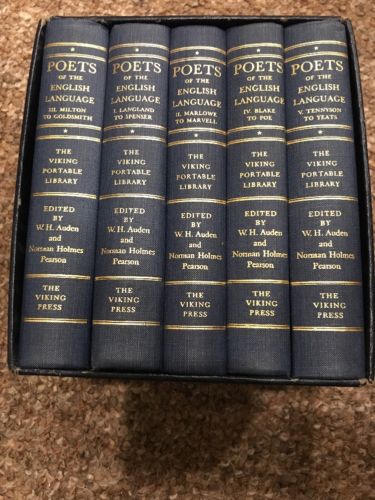 POETS
OF THE
ENGLISH
LANGUAGE
III. MILTON
TO GOLDSMITH
THE
VIKING
PORTABLE
LIBRARY
EDITED
BY
W. H. Auden
and
Norman Holmes
Pearson
THE
VIKING
PRESS
POETS
OF THE
ENGLISH
LANGUAGE
I. LANGLAND
TO SPENSER
THE
VIKING
PORTABLE
LIBRARY
EDITED
BY
W. H. Auden
and
Norman Holmes
Pearson
THE
VIKING
PRESS
POETS
OF THE
ENGLISH
LANGUAGE
II. MARLOWE
TO MARVELL
THE
VIKING
PORTABLE
LIBRARY
EDITED
BY
W. H. Auden
and
Norman Holmes
Pearson
THE
VIKING
PRESS
POETS
OF THE
ENGLISH
LANGUAGE
IV. BLAKE
TO POE
THE
VIKING
PORTABLE
LIBRARY
EDITED
BY
W. H. Auden
and
Norman Holmes
Pearson
THE
VIKING
PRESS
POETS
OF THE
ENGLISH
LANGUAGE
V. TENNYSON
TO YEATS
THE
VIKING
PORTABLE
LIBRARY
EDITED
BY
W. H. Auden
and
Norman Holmes
Pearson
THE
VIKING
PRESS